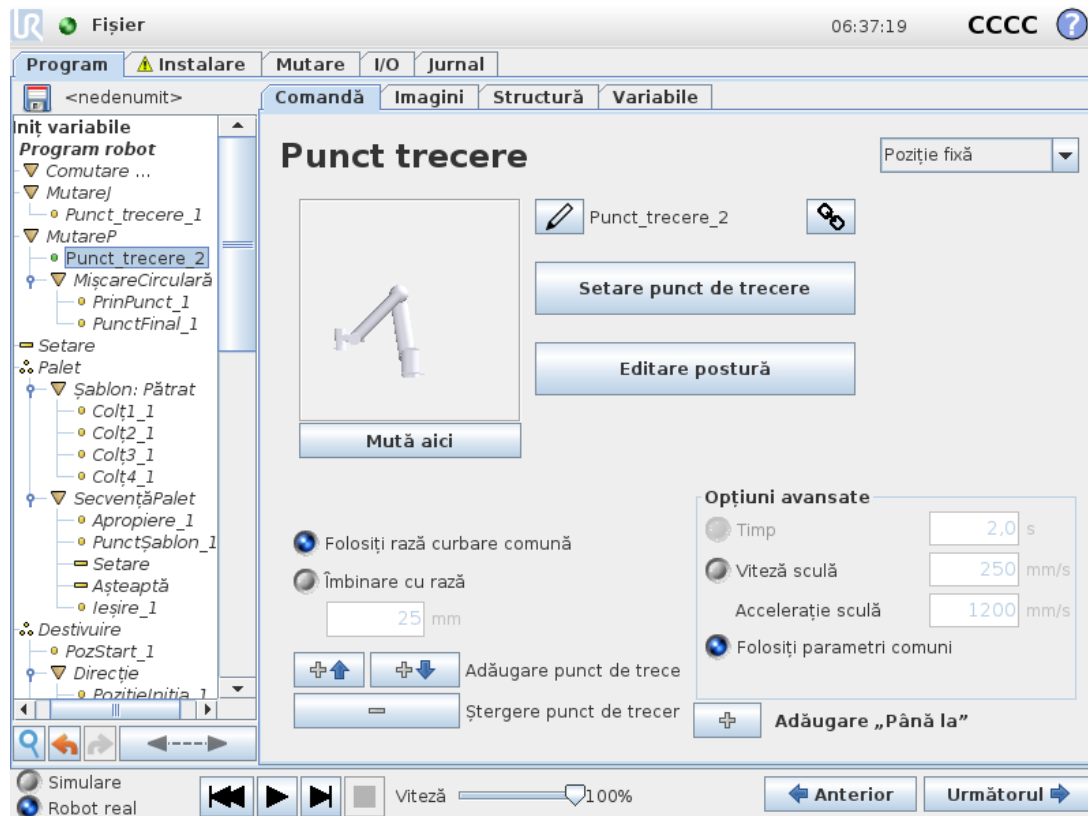 UR Fișier 06:37:19 CCCC ?
Program Instalare Mutare I/O Jurnal
<nedenumit> Comandă Imagini Structură Variabile
Iniț variabile
Program robot
Comutare ...
MutareJ
Punct_trecere_1
MutareP
Punct_trecere_2
MișcareCirculară
PrinPunct_1
PunctFinal_1
Setare
Palet
Șablon: Pătrat
Colț1_1
Colț2_1
Colț3_1
Colț4_1
SecvențăPalet
Apropiere_1
PunctȘablon_1
Setare
Așteaptă
Ieșire_1
Destivuire
PozStart_1
Direcție
PozițieIniția_1
Punct trecere
Poziție fixă
Punct_trecere_2
Setare punct de trecere
Editare postură
Mută aici
Folosiți rază curbare comună
Îmbinare cu rază
25 mm
Adăugare punct de trece
Ștergere punct de trecer
Opțiuni avansate
Timp 2,0 s
Viteză sculă 250 mm/s
Accelerație sculă 1200 mm/s
Folosiți parametri comuni
Adăugare „Până la”
Simulare
Robot real
Viteză 100%
Anterior Următorul